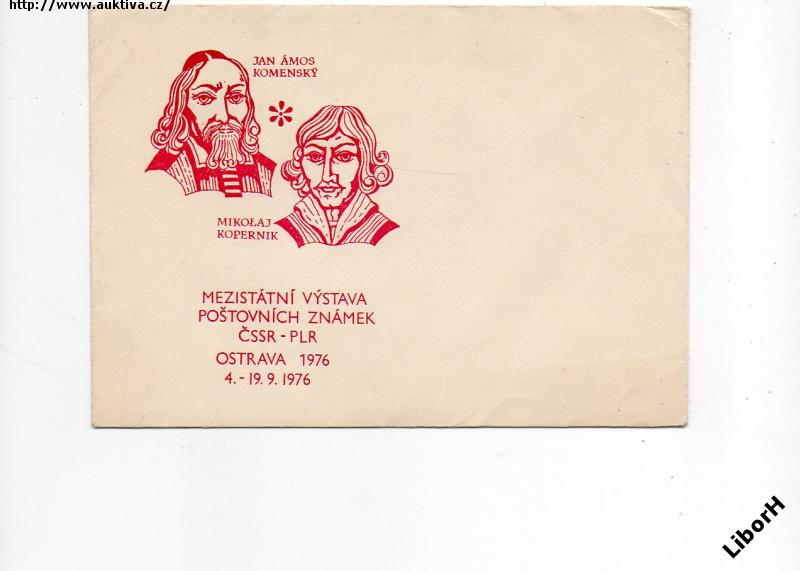 http://www.auktiva.cz/
JAN ÁMOS
KOMENSKÝ
MIKOŁAJ
KOPERNIK
MEZISTÁTNÍ VÝSTAVA
POŠTOVNÍCH ZNÁMEK
ČSSR - PLR
OSTRAVA 1976
4. - 19. 9. 1976
LiborH